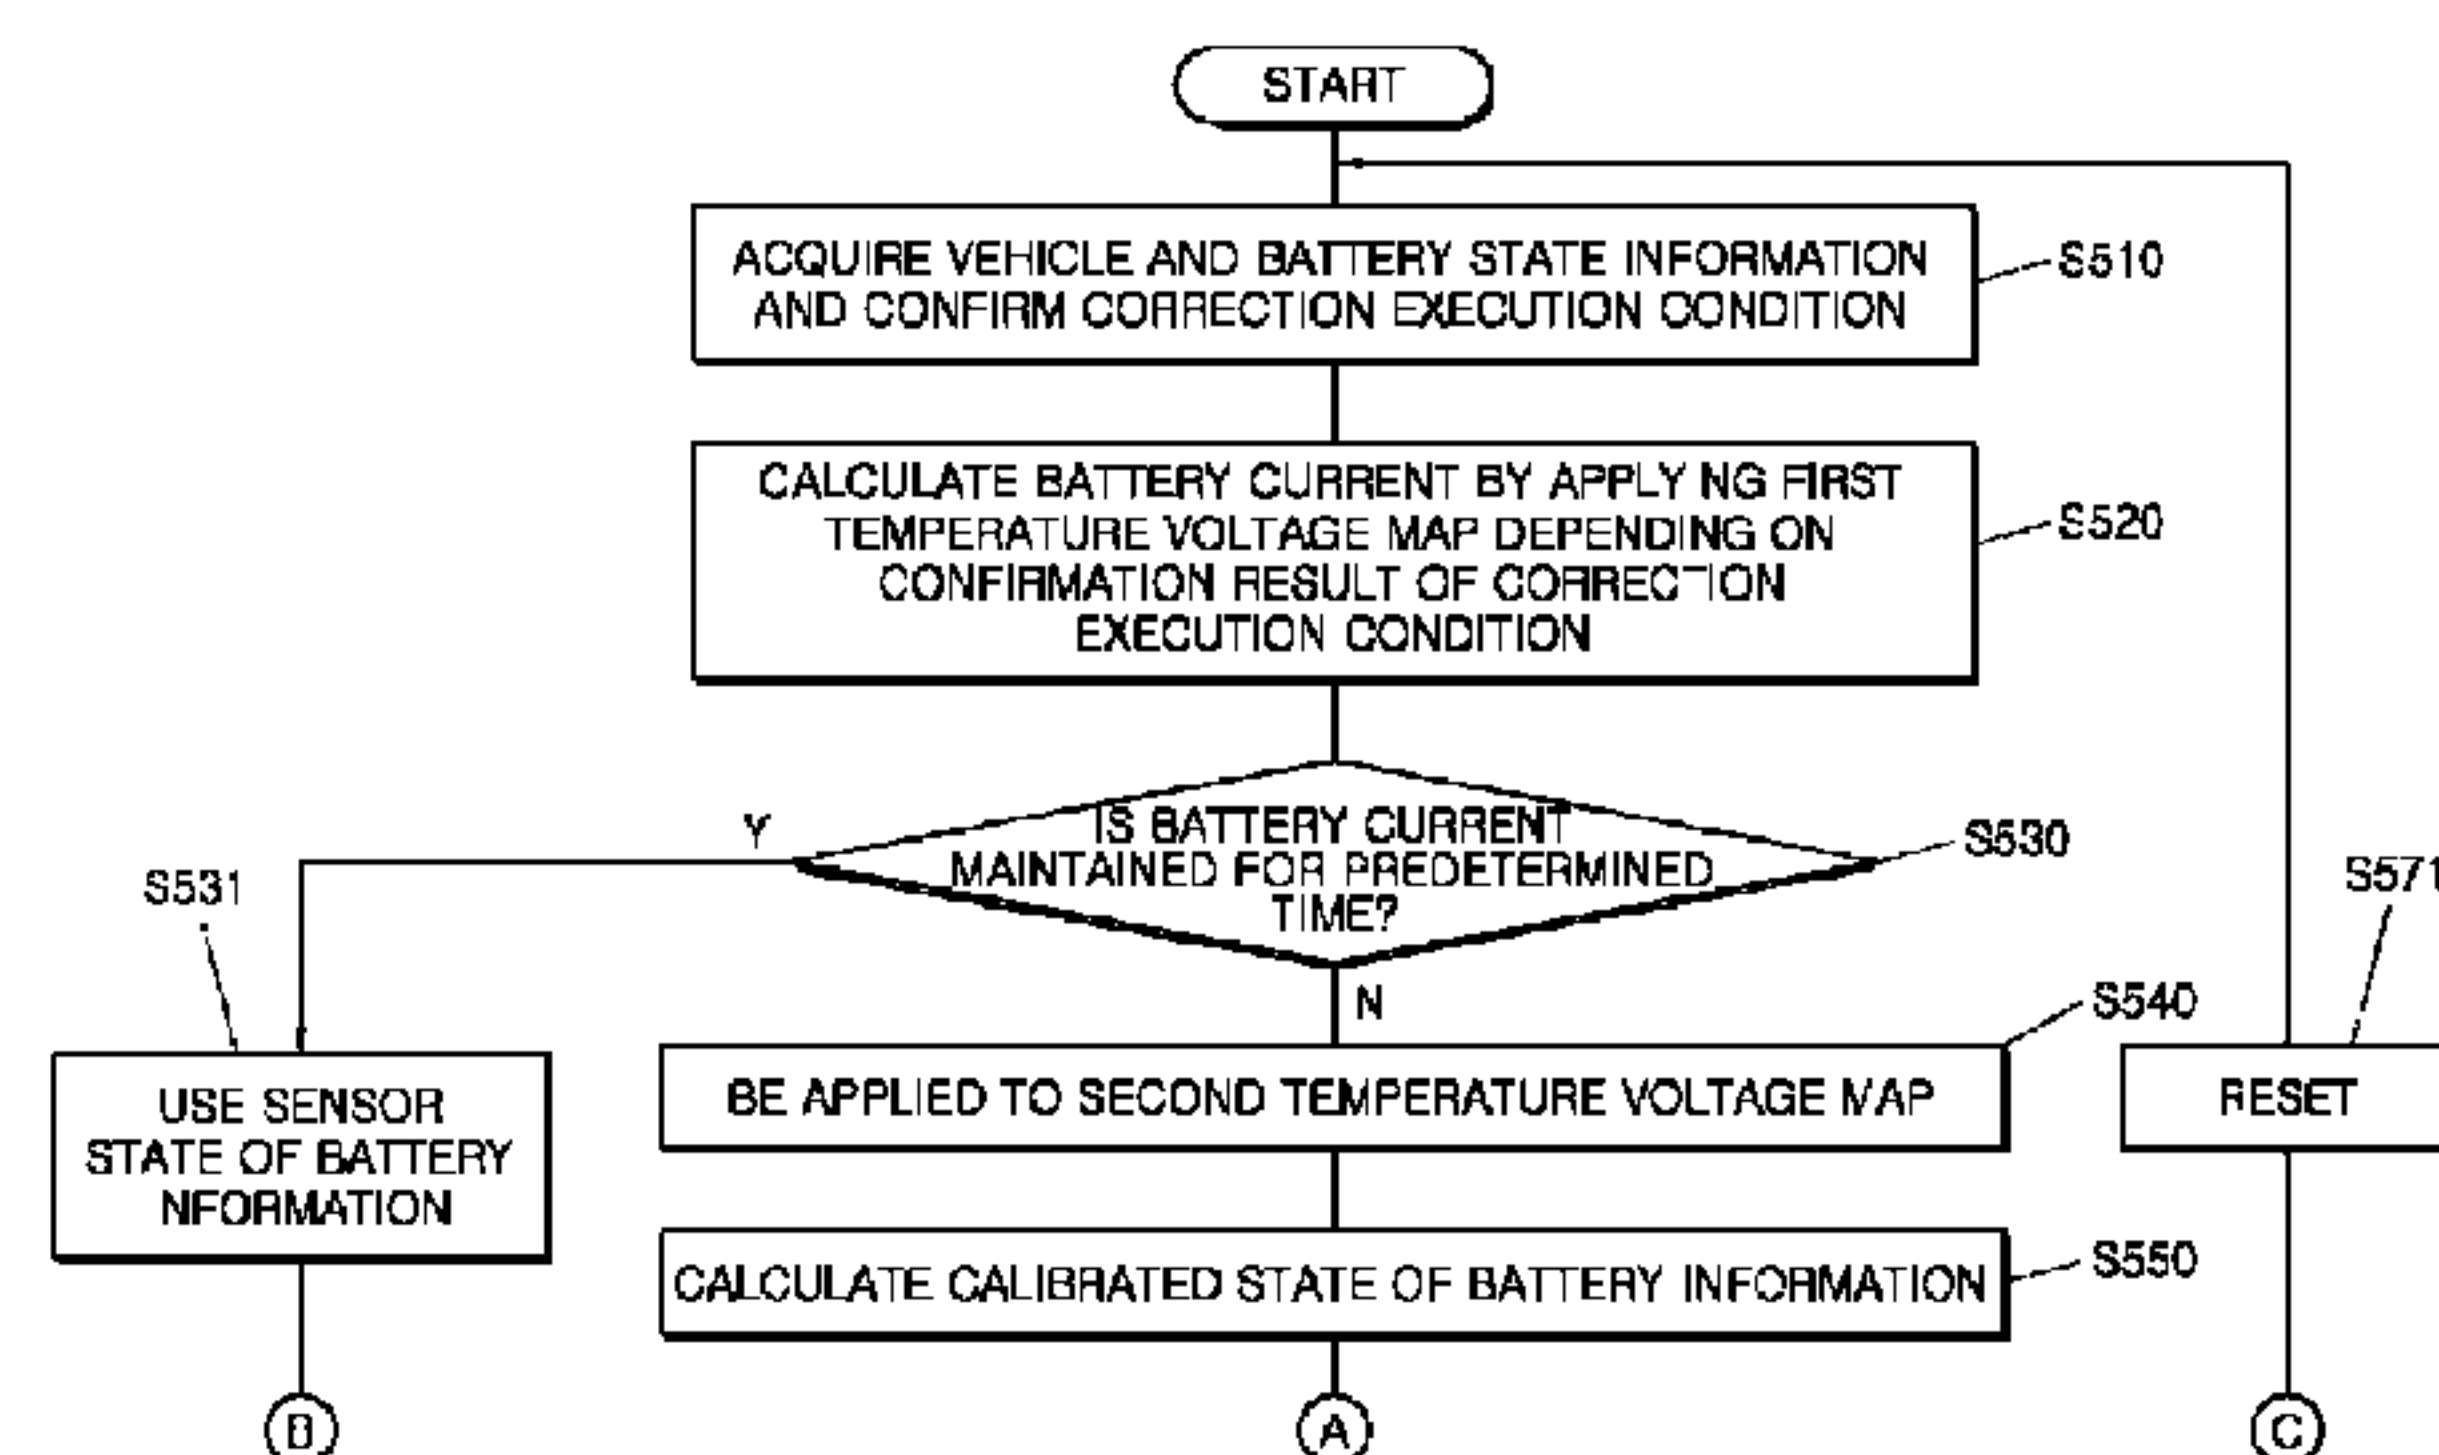 START
ACQUIRE VEHICLE AND BATTERY STATE INFORMATION
AND CONFIRM CORRECTION EXECUTION CONDITION
S510
CALCULATE BATTERY CURRENT BY APPLY NG FIRST
TEMPERATURE VOLTAGE MAP DEPENDING ON
CONFIRMATION RESULT OF CORRECTION
EXECUTION CONDITION
S520
IS BATTERY CURRENT
MAINTAINED FOR PREDETERMINED
TIME?
S530
Y
N
S531
USE SENSOR
STATE OF BATTERY
NFORMATION
S540
BE APPLIED TO SECOND TEMPERATURE VOLTAGE MAP
S571
RESET
CALCULATE CALIBRATED STATE OF BATTERY INFORMATION
S550
B
A
C